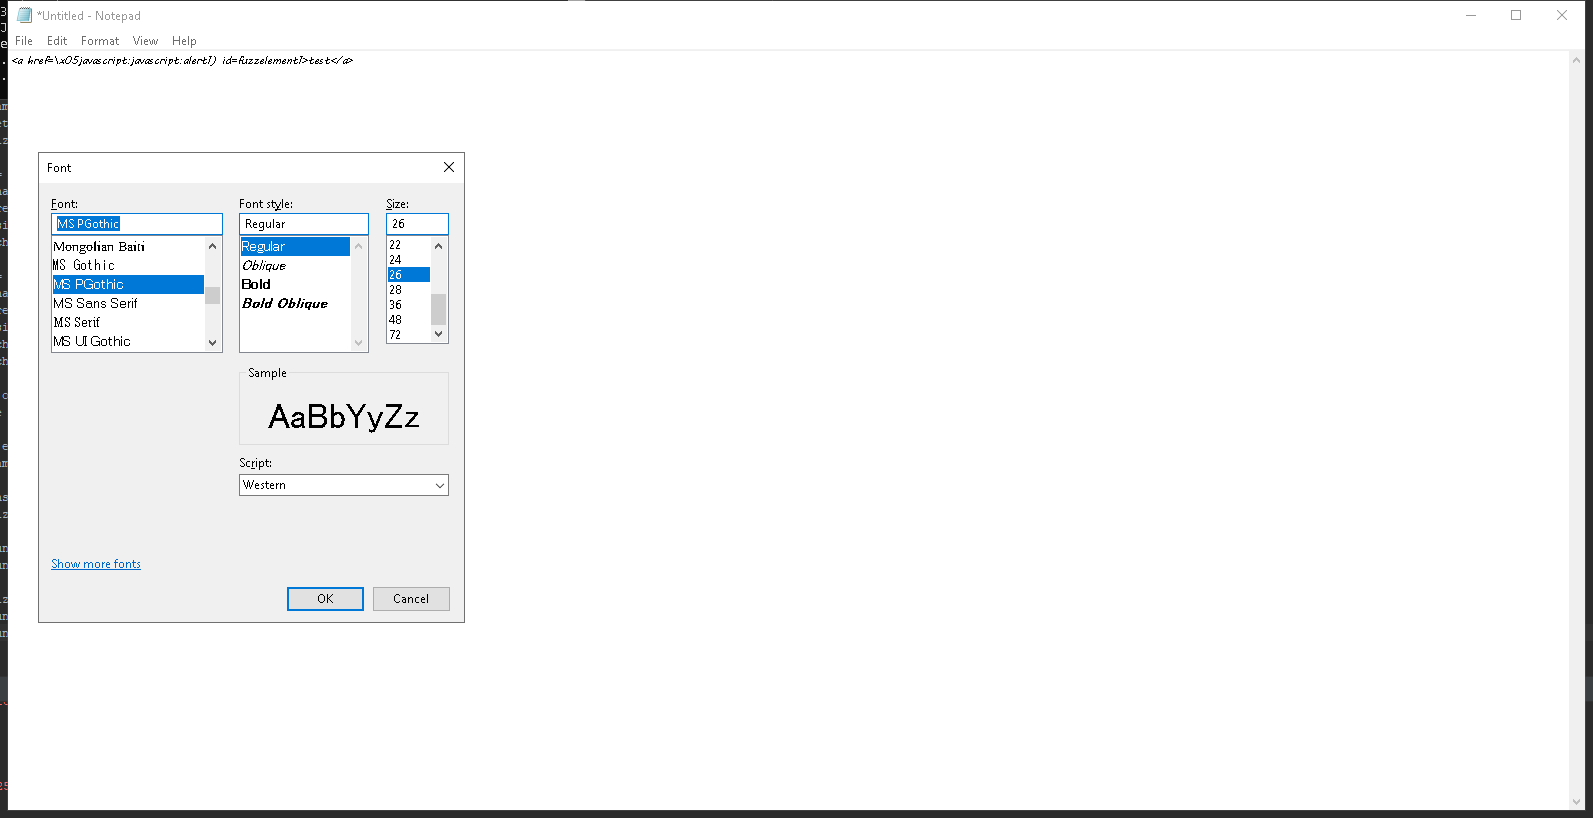 *Untitled - Notepad
File Edit Format View Help
<a href=\x05javascript:javascript:alert1) id=fuzzelement1>test</a>
Font
Font: Font style: Size:
MS PGothic Regular 26
Mongolian Baiti
MS Gothic
MS PGothic
MS Sans Serif
MS Serif
MS UI Gothic
Regular
Oblique
Bold
Bold Oblique
22
24
26
28
36
48
72
Sample
AaBbYyZz
Script:
Western
Show more fonts
OK Cancel